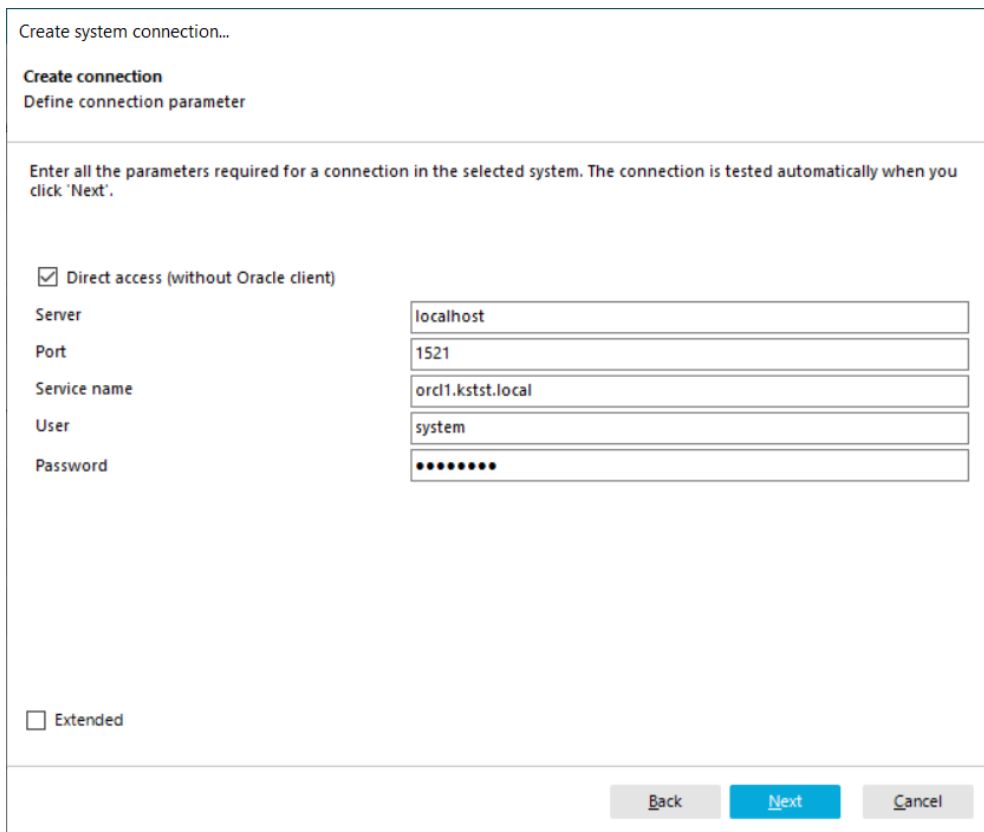 Create system connection...
Create connection
Define connection parameter
Enter all the parameters required for a connection in the selected system. The connection is tested automatically when you
click 'Next'.
Direct access (without Oracle client)
Server
localhost
Port
1521
Service name
orcl1.kstst.local
User
system
Password
••••••••
Extended
Back
Next
Cancel